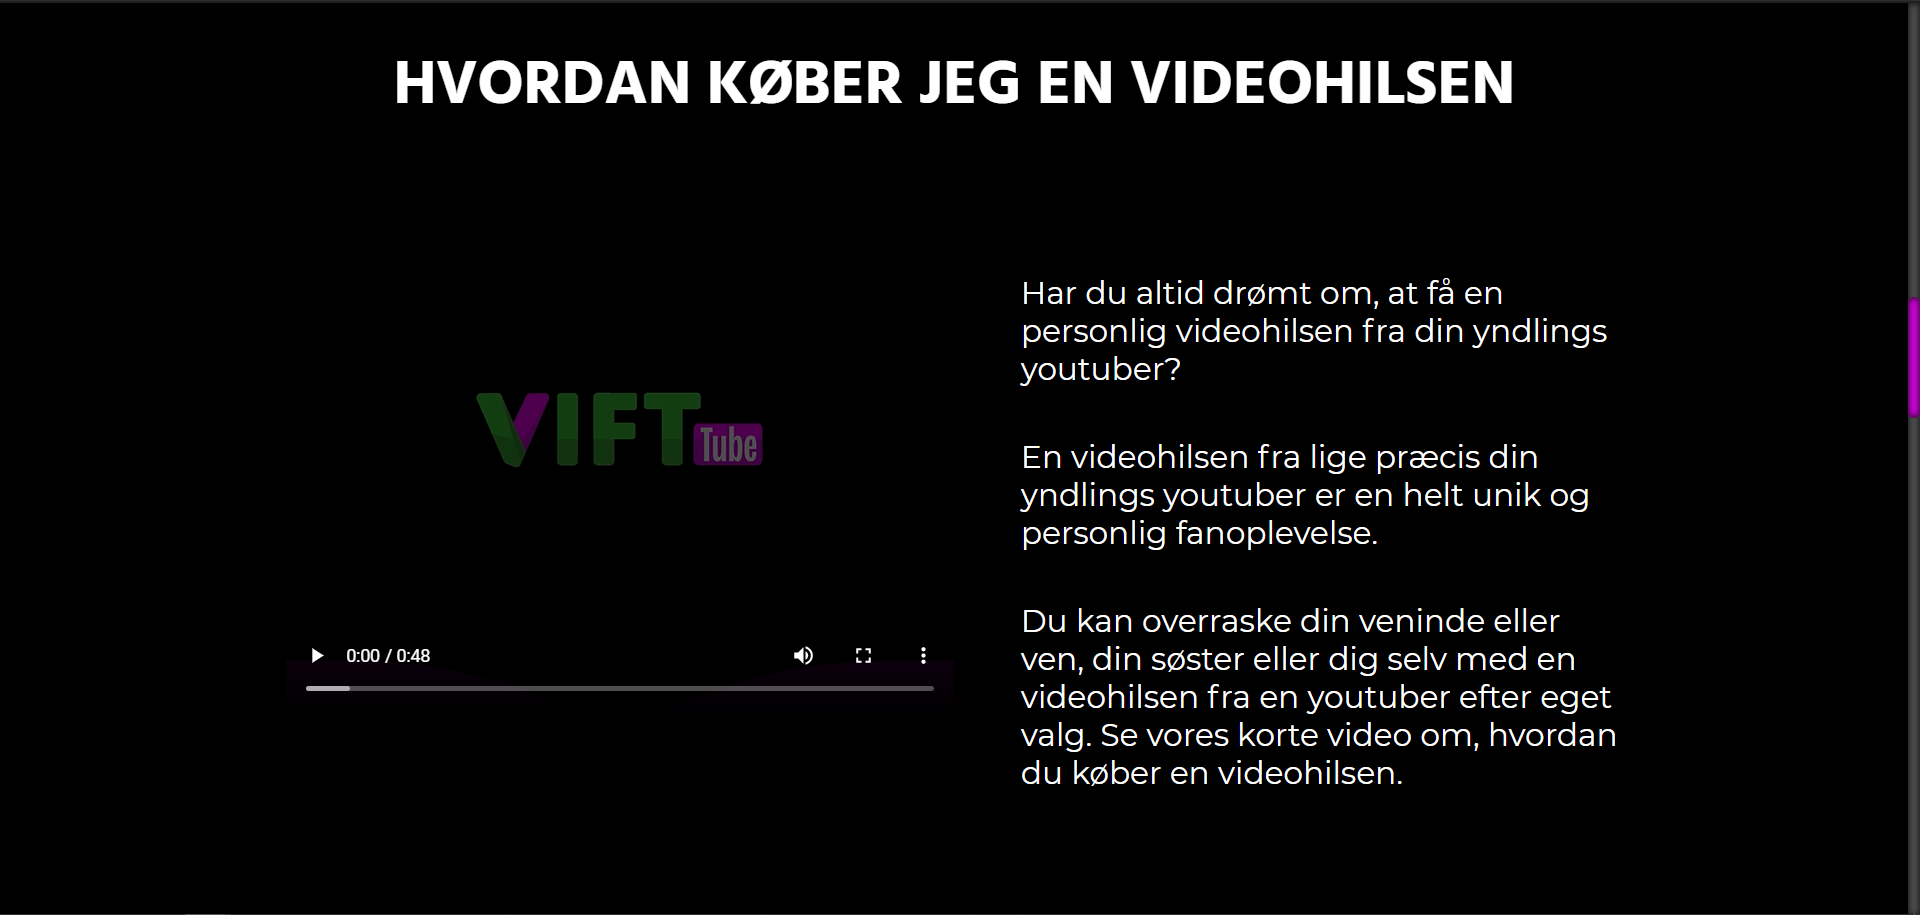 HVORDAN KØBER JEG EN VIDEOHILSEN
VIFT
Tube
0:00 / 0:48
Har du altid drømt om, at få en
personlig videohilsen fra din yndlings
youtuber?
En videohilsen fra lige præcis din
yndlings youtuber er en helt unik og
personlig fanoplevelse.
Du kan overraske din veninde eller
ven, din søster eller dig selv med en
videohilsen fra en youtuber efter eget
valg. Se vores korte video om, hvordan
du køber en videohilsen.